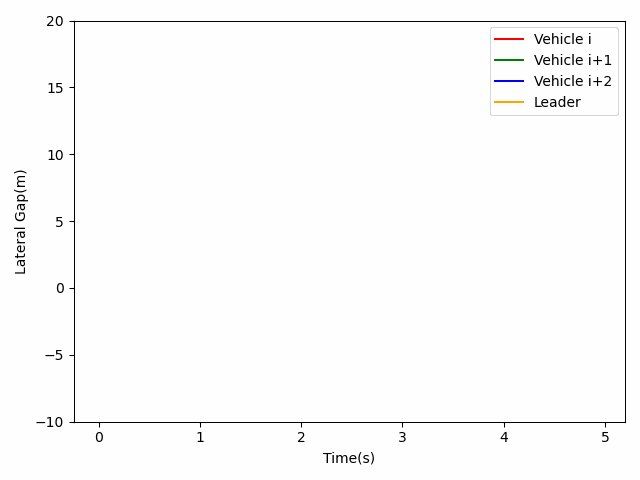 20
15
10
5
0
−5
−10
Lateral Gap(m)
Vehicle i
Vehicle i+1
Vehicle i+2
Leader
0 1 2 3 4 5
Time(s)